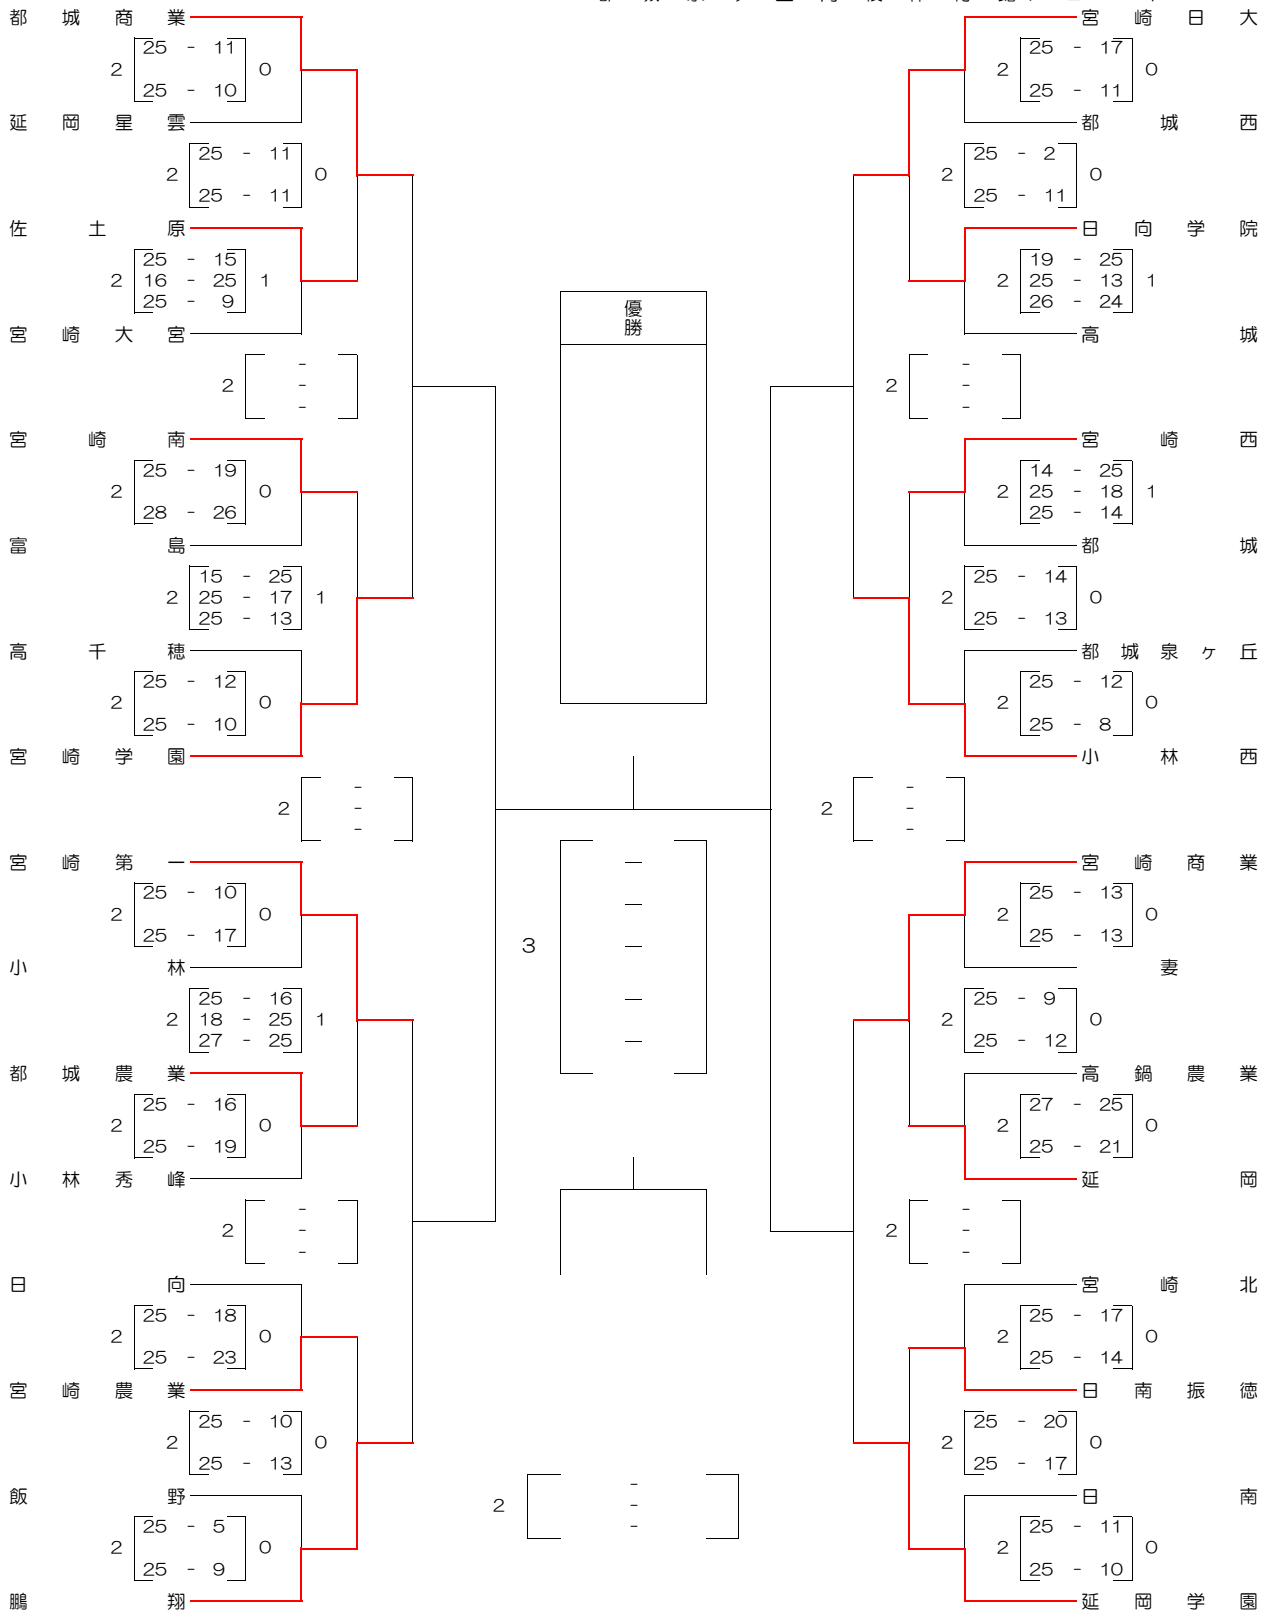 都城商業
2 25 - 11 0
25 - 10
延岡星雲
2 25 - 11 0
25 - 11
佐土原
25 - 15
2 16 - 25 1
25 - 9
宮崎大宮
-
2 -
-
宮崎南
2 25 - 19 0
28 - 26
富島
15 - 25
2 25 - 17 1
25 - 13
高千穂
2 25 - 12 0
25 - 10
宮崎学園
-
2 -
-
宮崎第一
2 25 - 10 0
25 - 17
小林
25 - 16
2 18 - 25 1
27 - 25
都城農業
2 25 - 16 0
25 - 19
小林秀峰
-
2 -
-
日向
2 25 - 18 0
25 - 23
宮崎農業
2 25 - 10 0
25 - 13
飯野
2 25 - 5 0
25 - 9
鵬翔
優勝
—
—
3 —
—
—
-
2 -
-
宮崎日大
2 25 - 17 0
25 - 11
都城西
2 25 - 2 0
25 - 11
日向学院
19 - 25
2 25 - 13 1
26 - 24
高城
-
2 -
-
宮崎西
14 - 25
2 25 - 18 1
25 - 14
都城
2 25 - 14 0
25 - 13
都城泉ヶ丘
2 25 - 12 0
25 - 8
小林西
-
2 -
-
宮崎商業
2 25 - 13 0
25 - 13
妻
2 25 - 9 0
25 - 12
高鍋農業
2 27 - 25 0
25 - 21
延岡
-
2 -
-
宮崎北
2 25 - 17 0
25 - 14
日南振徳
2 25 - 20 0
25 - 17
日南
2 25 - 11 0
25 - 10
延岡学園